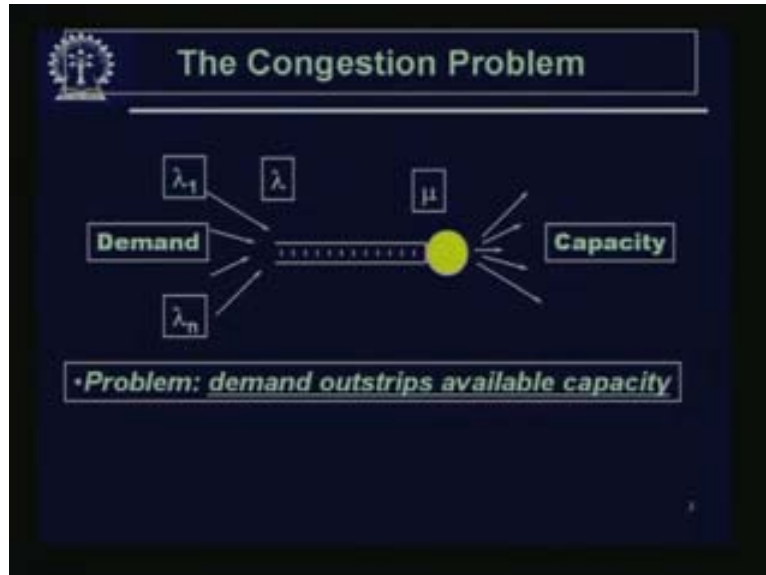 The Congestion Problem
λ₁
λ
μ
Demand
Capacity
λₙ
•Problem: demand outstrips available capacity